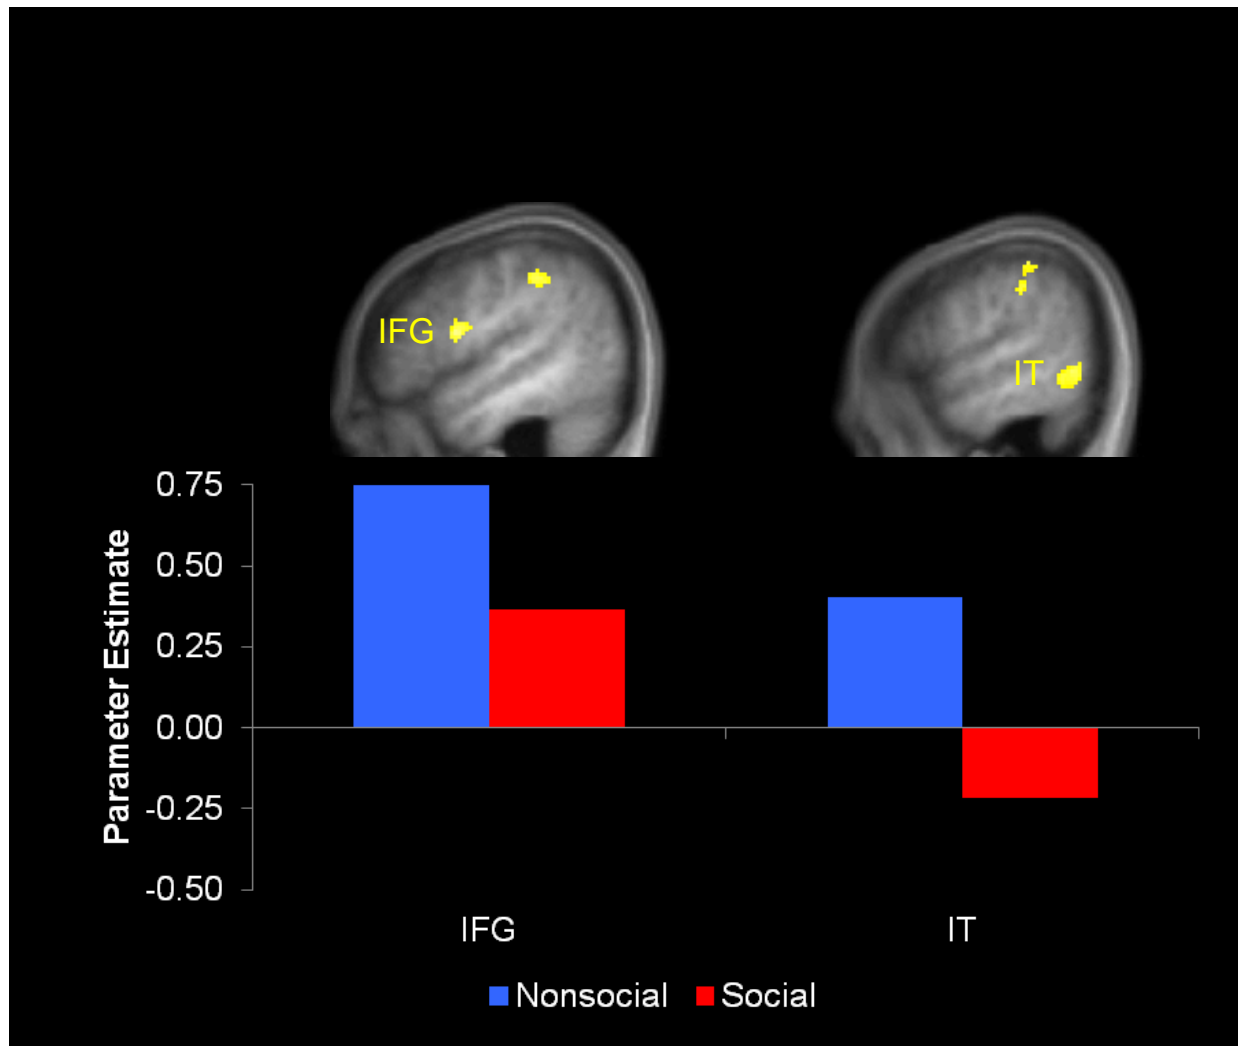 IFG
IT
0.75
0.50
0.25
0.00
-0.25
-0.50
Parameter Estimate
IFG IT
Nonsocial Social